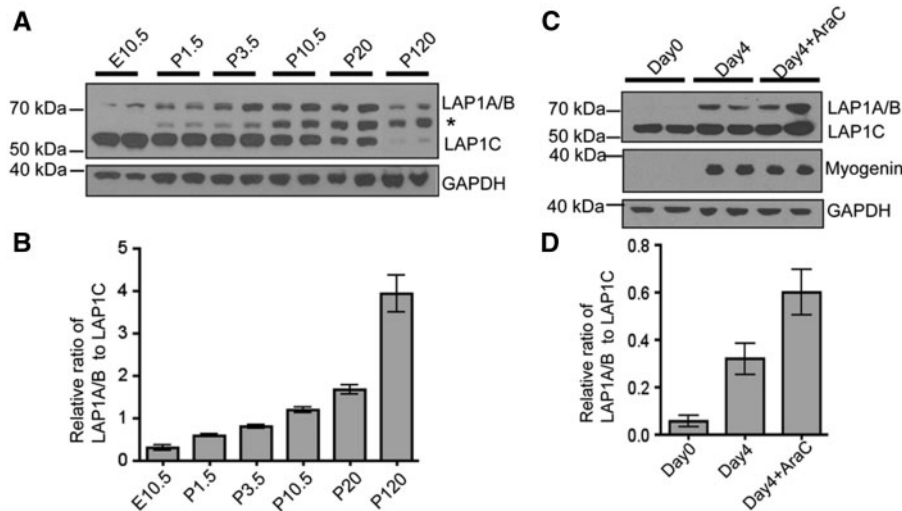 A
E10.5
P1.5
P3.5
P10.5
P20
P120
70 kDa
50 kDa
40 kDa
LAP1A/B
*
LAP1C
GAPDH
B
Relative ratio of
LAP1A/B to LAP1C
5
4
3
2
1
0
E10.5
P1.5
P3.5
P10.5
P20
P120
C
Day0
Day4
Day4+AraC
70 kDa
50 kDa
40 kDa
40 kDa
LAP1A/B
LAP1C
Myogenin
GAPDH
D
Relative ratio of
LAP1A/B to LAP1C
0.8
0.6
0.4
0.2
0.0
Day0
Day4
Day4+AraC